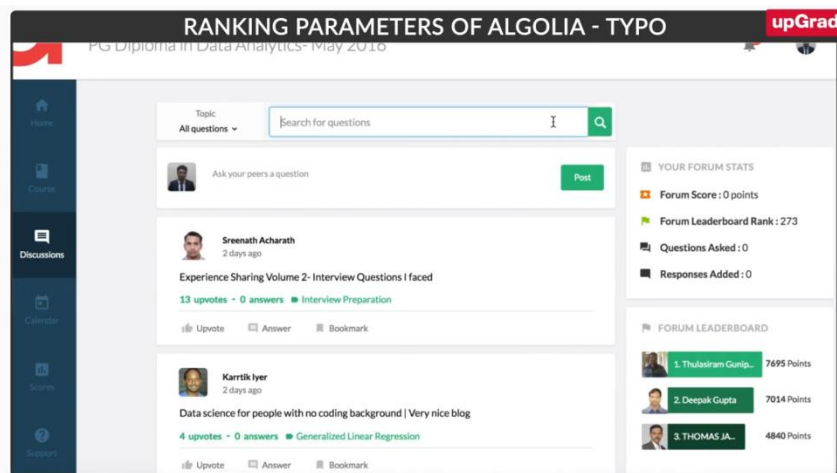 RANKING PARAMETERS OF ALGOLIA - TYPO
upGrad
PG Diploma in Data Analytics- May 2016
Home
Course
Discussions
Calendar
Scores
Support
Topic
All questions
Search for questions
Ask your peers a question
Post
Sreenath Acharath
2 days ago
Experience Sharing Volume 2- Interview Questions I faced
13 upvotes - 0 answers Interview Preparation
Upvote Answer Bookmark
Karrtik Iyer
2 days ago
Data science for people with no coding background | Very nice blog
4 upvotes - 0 answers Generalized Linear Regression
Upvote Answer Bookmark
YOUR FORUM STATS
Forum Score : 0 points
Forum Leaderboard Rank : 273
Questions Asked : 0
Responses Added : 0
FORUM LEADERBOARD
1. Thulasiram Gunip... 7695 Points
2. Deepak Gupta 7014 Points
3. THOMAS JA... 4840 Points